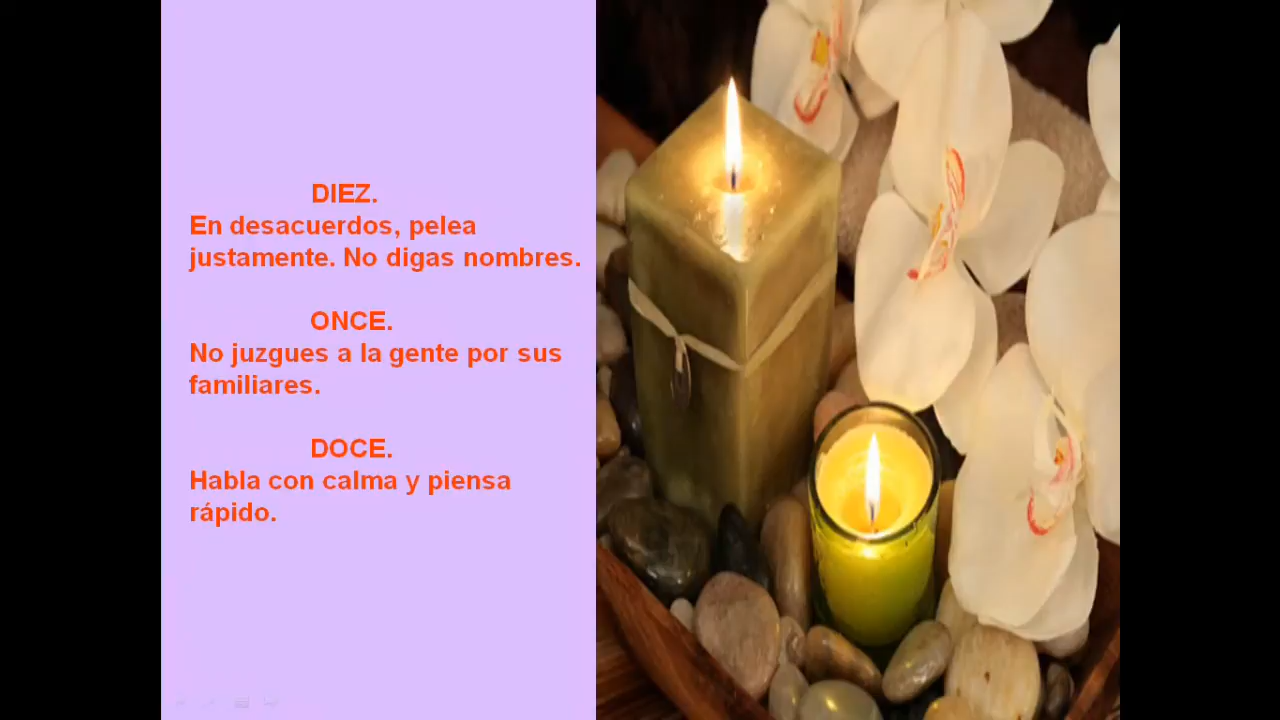 DIEZ.
En desacuerdos, pelea
justamente. No digas nombres.
ONCE.
No juzgues a la gente por sus
familiares.
DOCE.
Habla con calma y piensa
rápido.